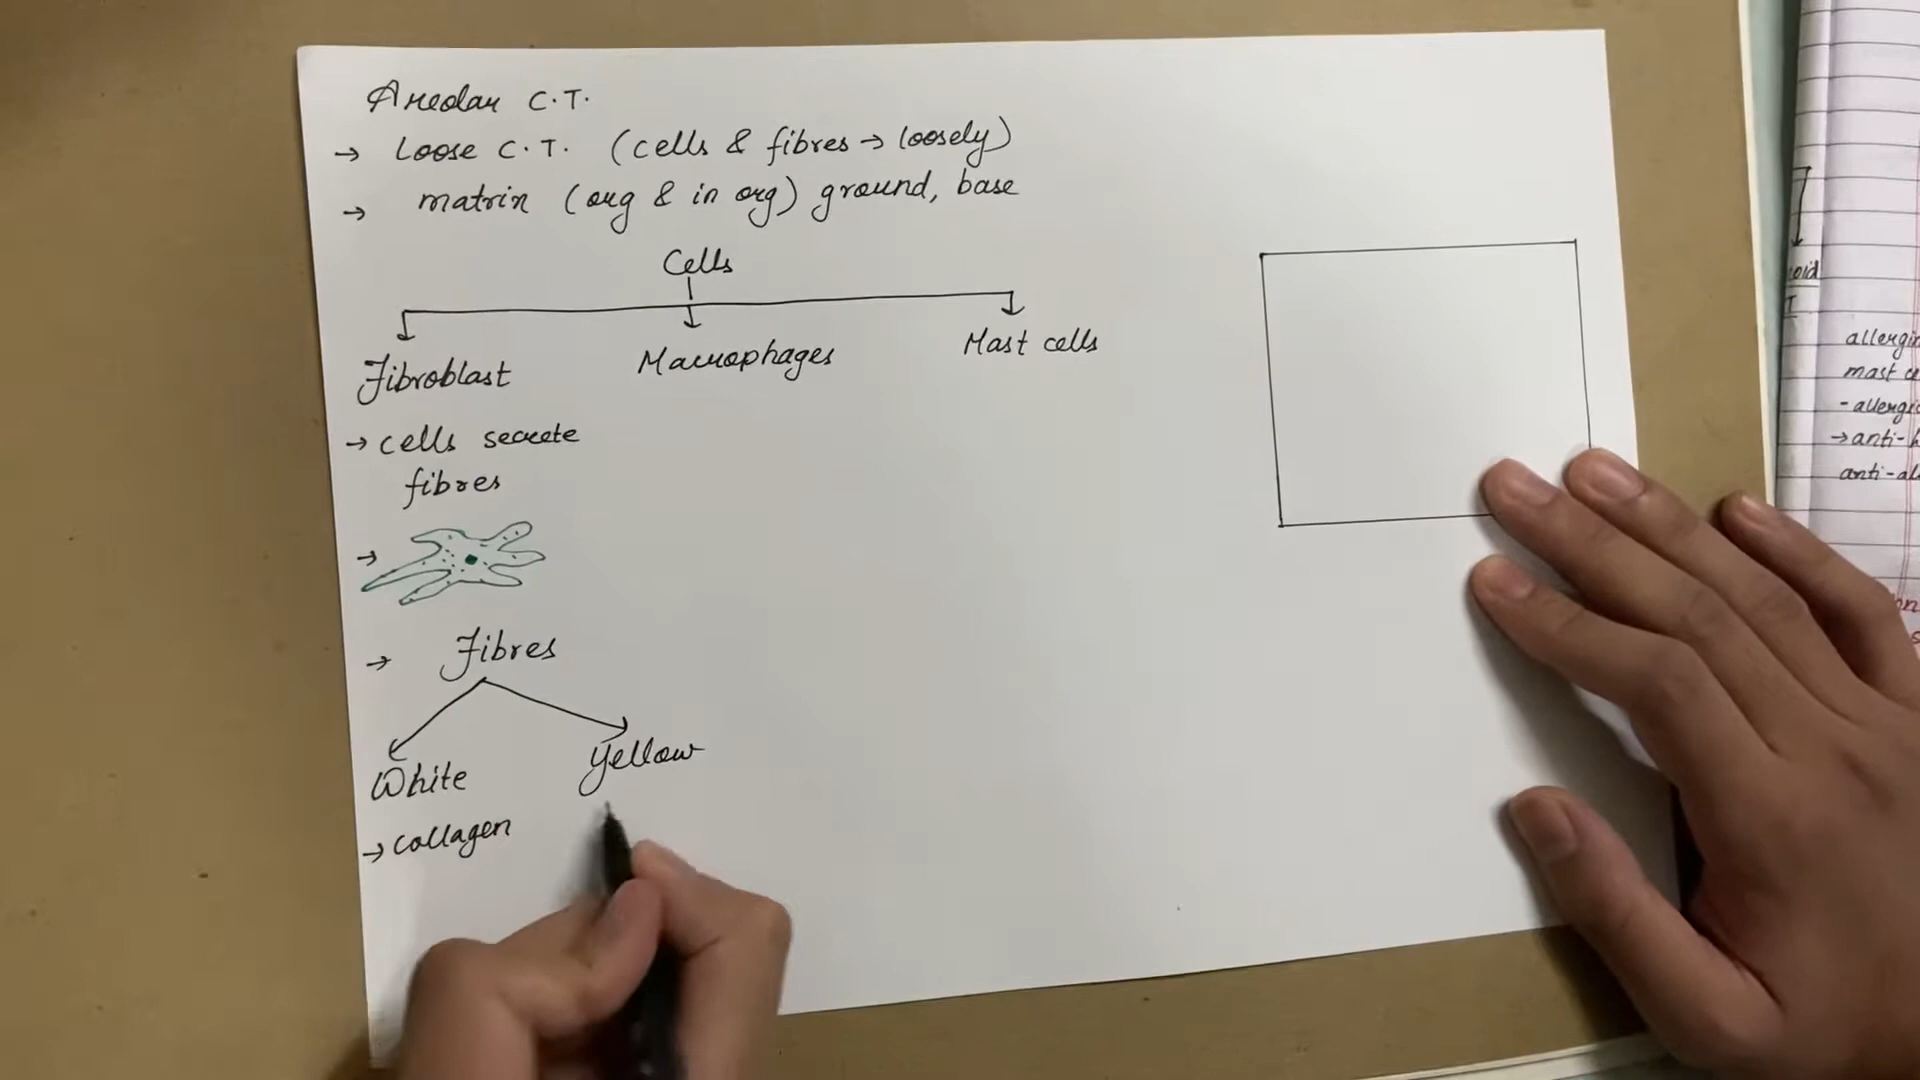 Areolar C.T.
→ Loose C.T. (cells & fibres → loosely)
→ matrix (org & in org) ground, base
Cells
Fibroblast Macrophages Mast cells
→ cells secrete
fibres
→
→ Fibres
White Yellow
→ collagen
allergic
mast
- allergic
→ anti-h
anti-al